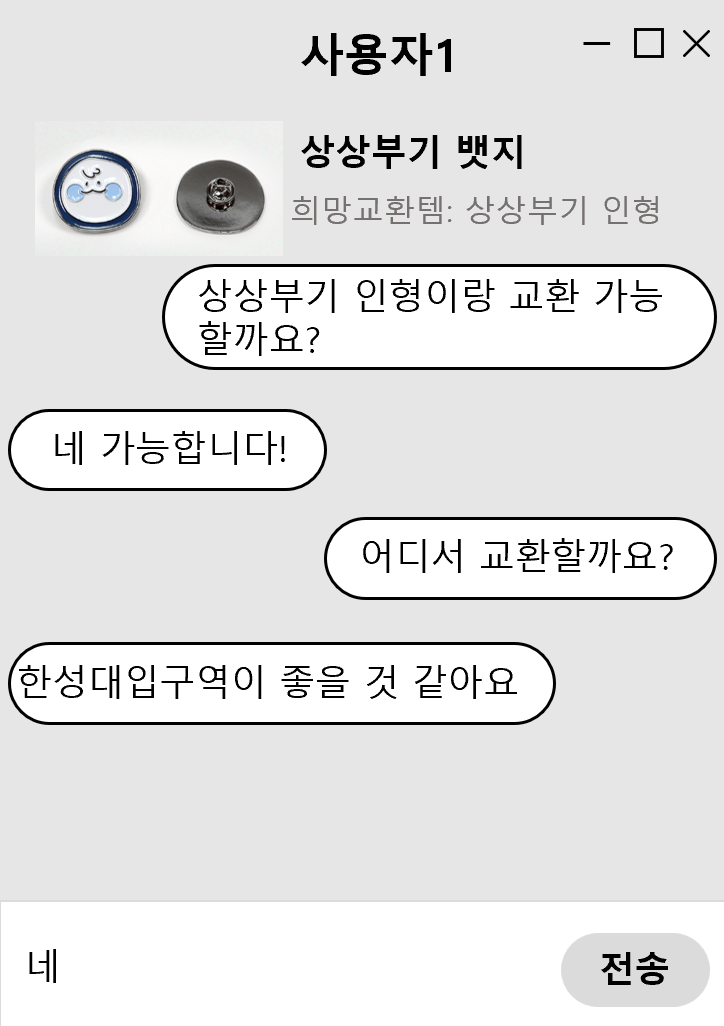 사용자1
상상부기 뱃지
희망교환템: 상상부기 인형
상상부기 인형이랑 교환 가능
할까요?
네 가능합니다!
어디서 교환할까요?
한성대입구역이 좋을 것 같아요
네
전송